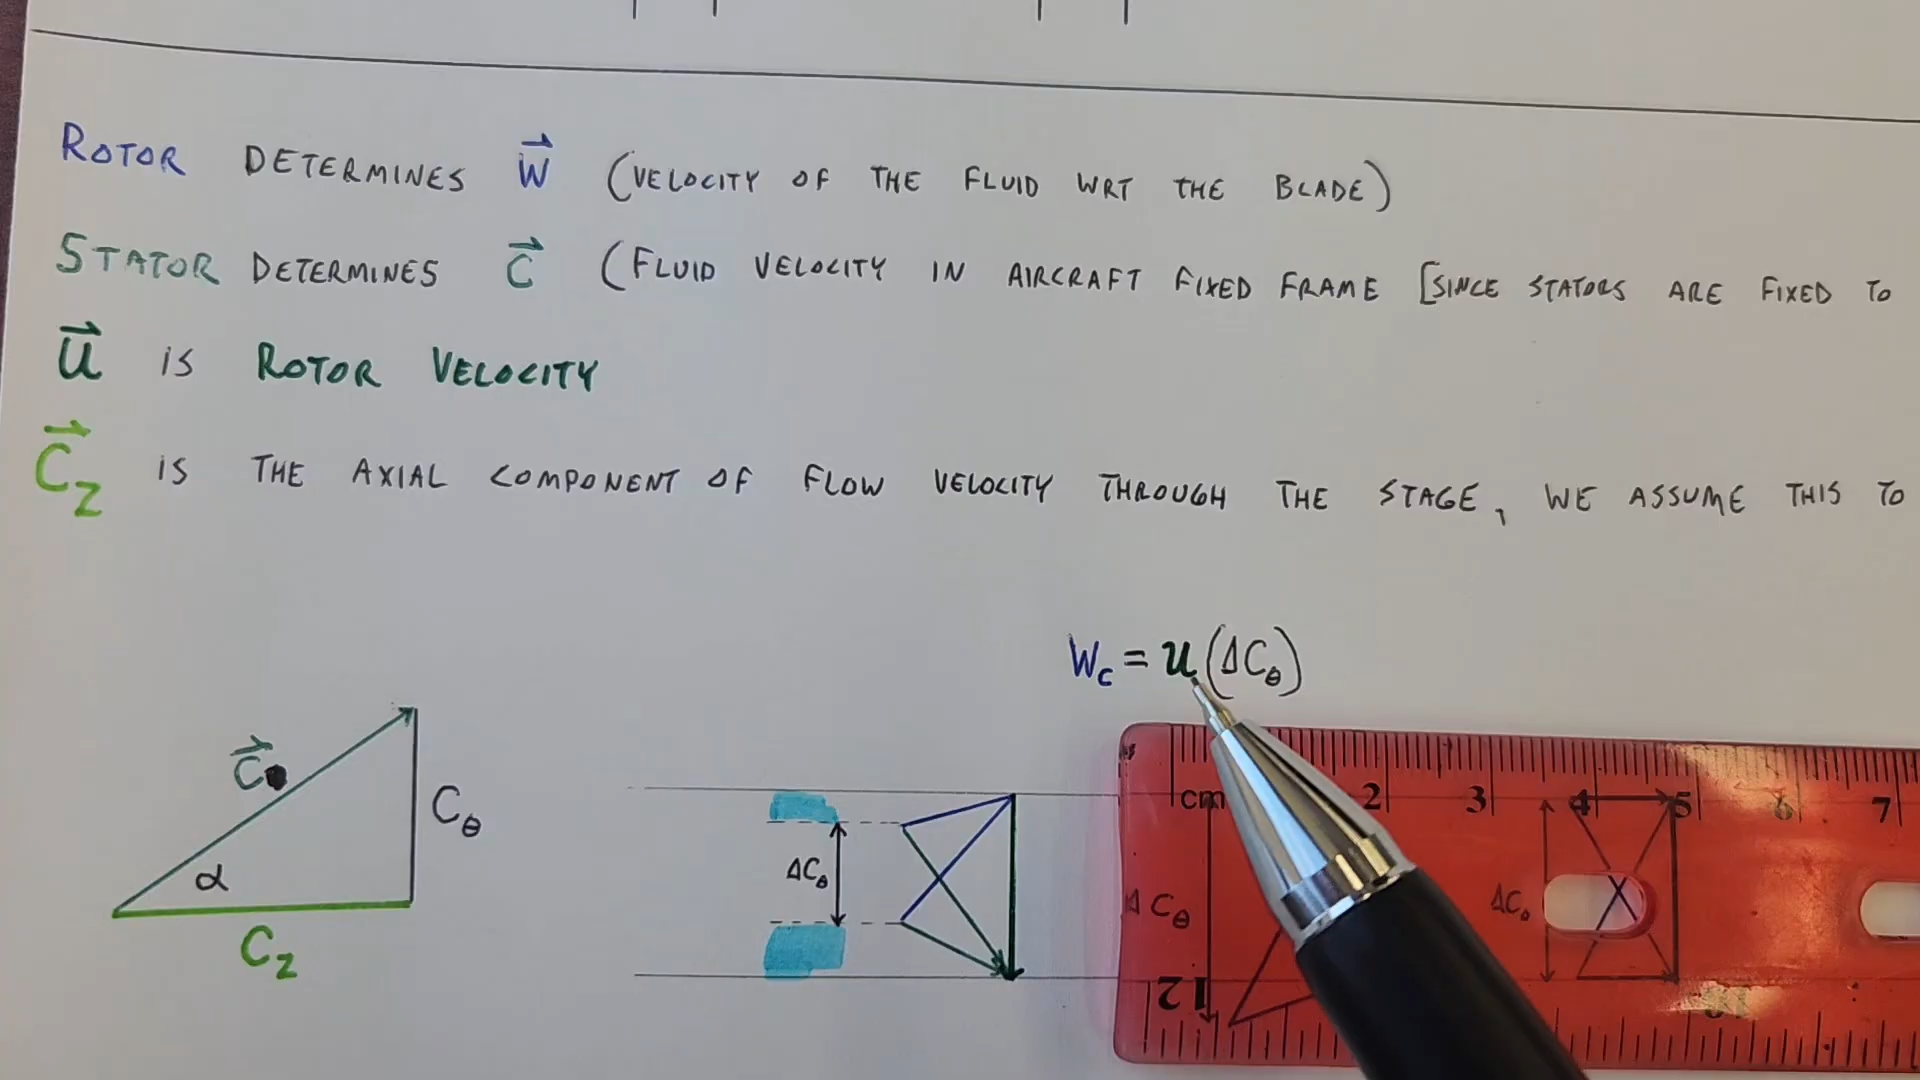 ROTOR DETERMINES W (VELOCITY OF THE FLUID WRT THE BLADE)
STATOR DETERMINES C (FLUID VELOCITY IN AIRCRAFT FIXED FRAME [SINCE STATORS ARE FIXED TO
U IS ROTOR VELOCITY
Cz IS THE AXIAL COMPONENT OF FLOW VELOCITY THROUGH THE STAGE, WE ASSUME THIS TO
Wc = U(ΔCθ)
C
Cθ
α
Cz
ΔCθ
cm 2 3 4 5 6 7
ΔCθ
ΔCθ
12